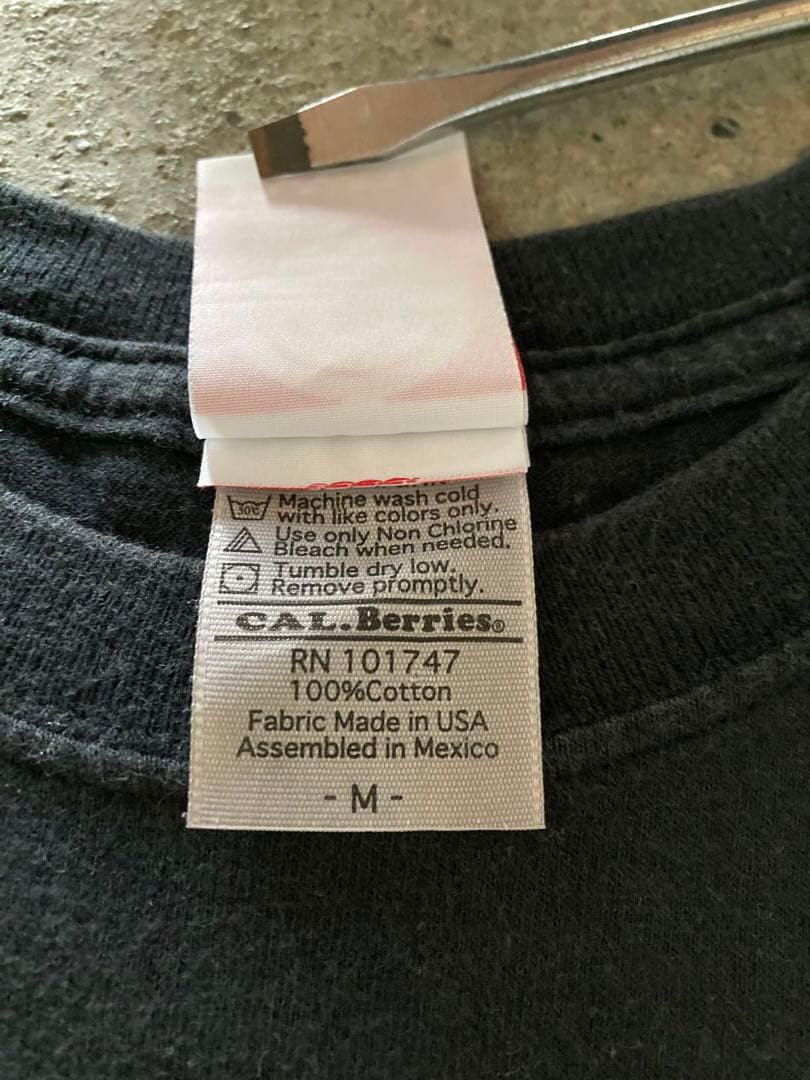 30℃
Machine wash cold
with like colors only.
Use only Non Chlorine
Bleach when needed.
Tumble dry low.
Remove promptly.
CAL.Berries®
RN 101747
100%Cotton
Fabric Made in USA
Assembled in Mexico
- M -